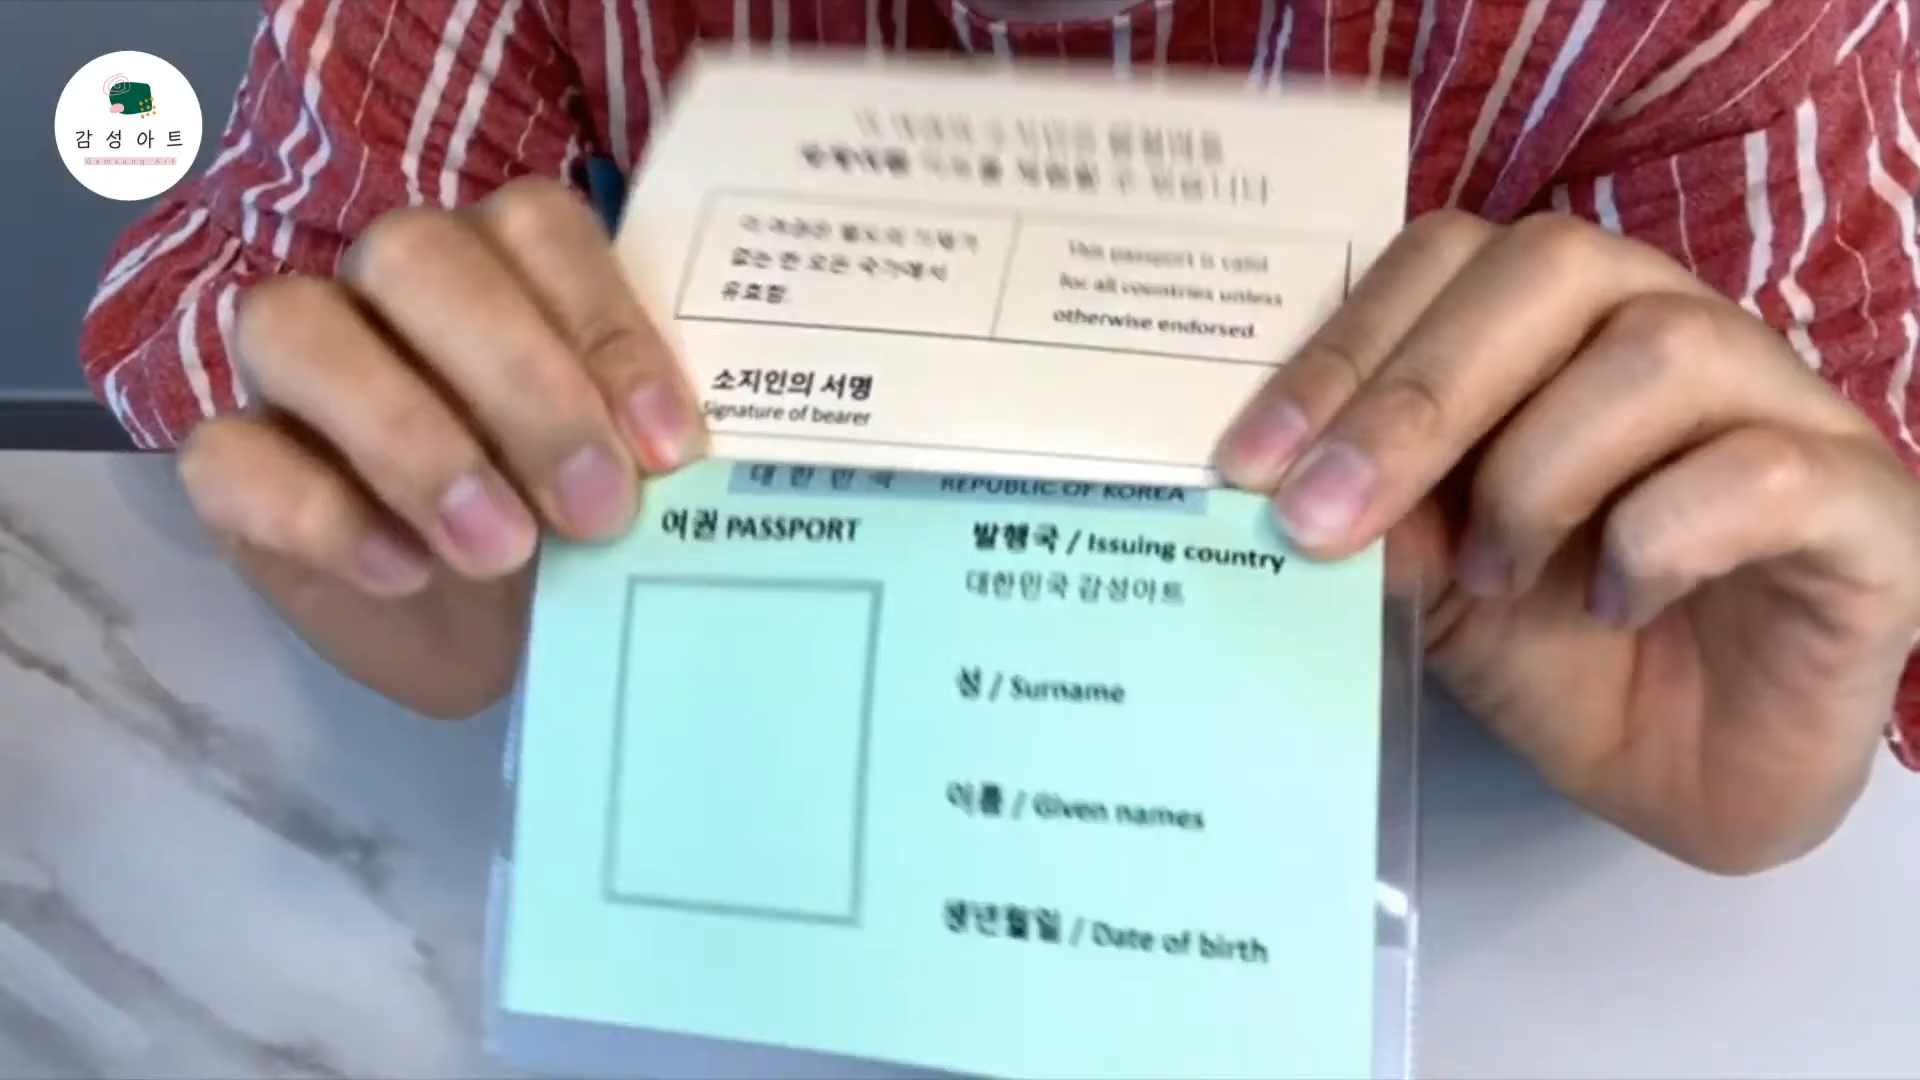 감성아트
Gamsung Art
이 여권은 별도의 기재가
없는 한 모든 국가에서
유효함.
This passport is valid
for all countries unless
otherwise endorsed.
소지인의 서명
Signature of bearer
대한민국 REPUBLIC OF KOREA
여권 PASSPORT
발행국 / Issuing country
대한민국 감성아트
성 / Surname
이름 / Given names
생년월일 / Date of birth